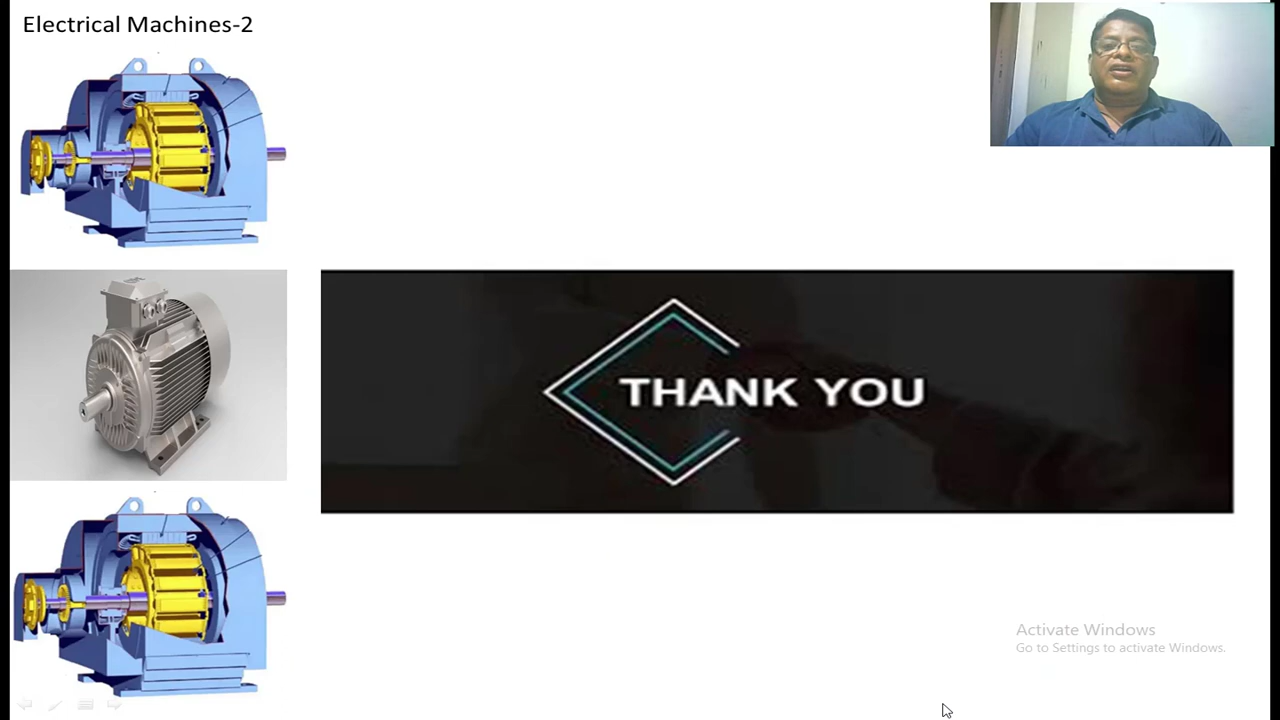 Electrical Machines-2
THANK YOU
Activate Windows
Go to Settings to activate Windows.